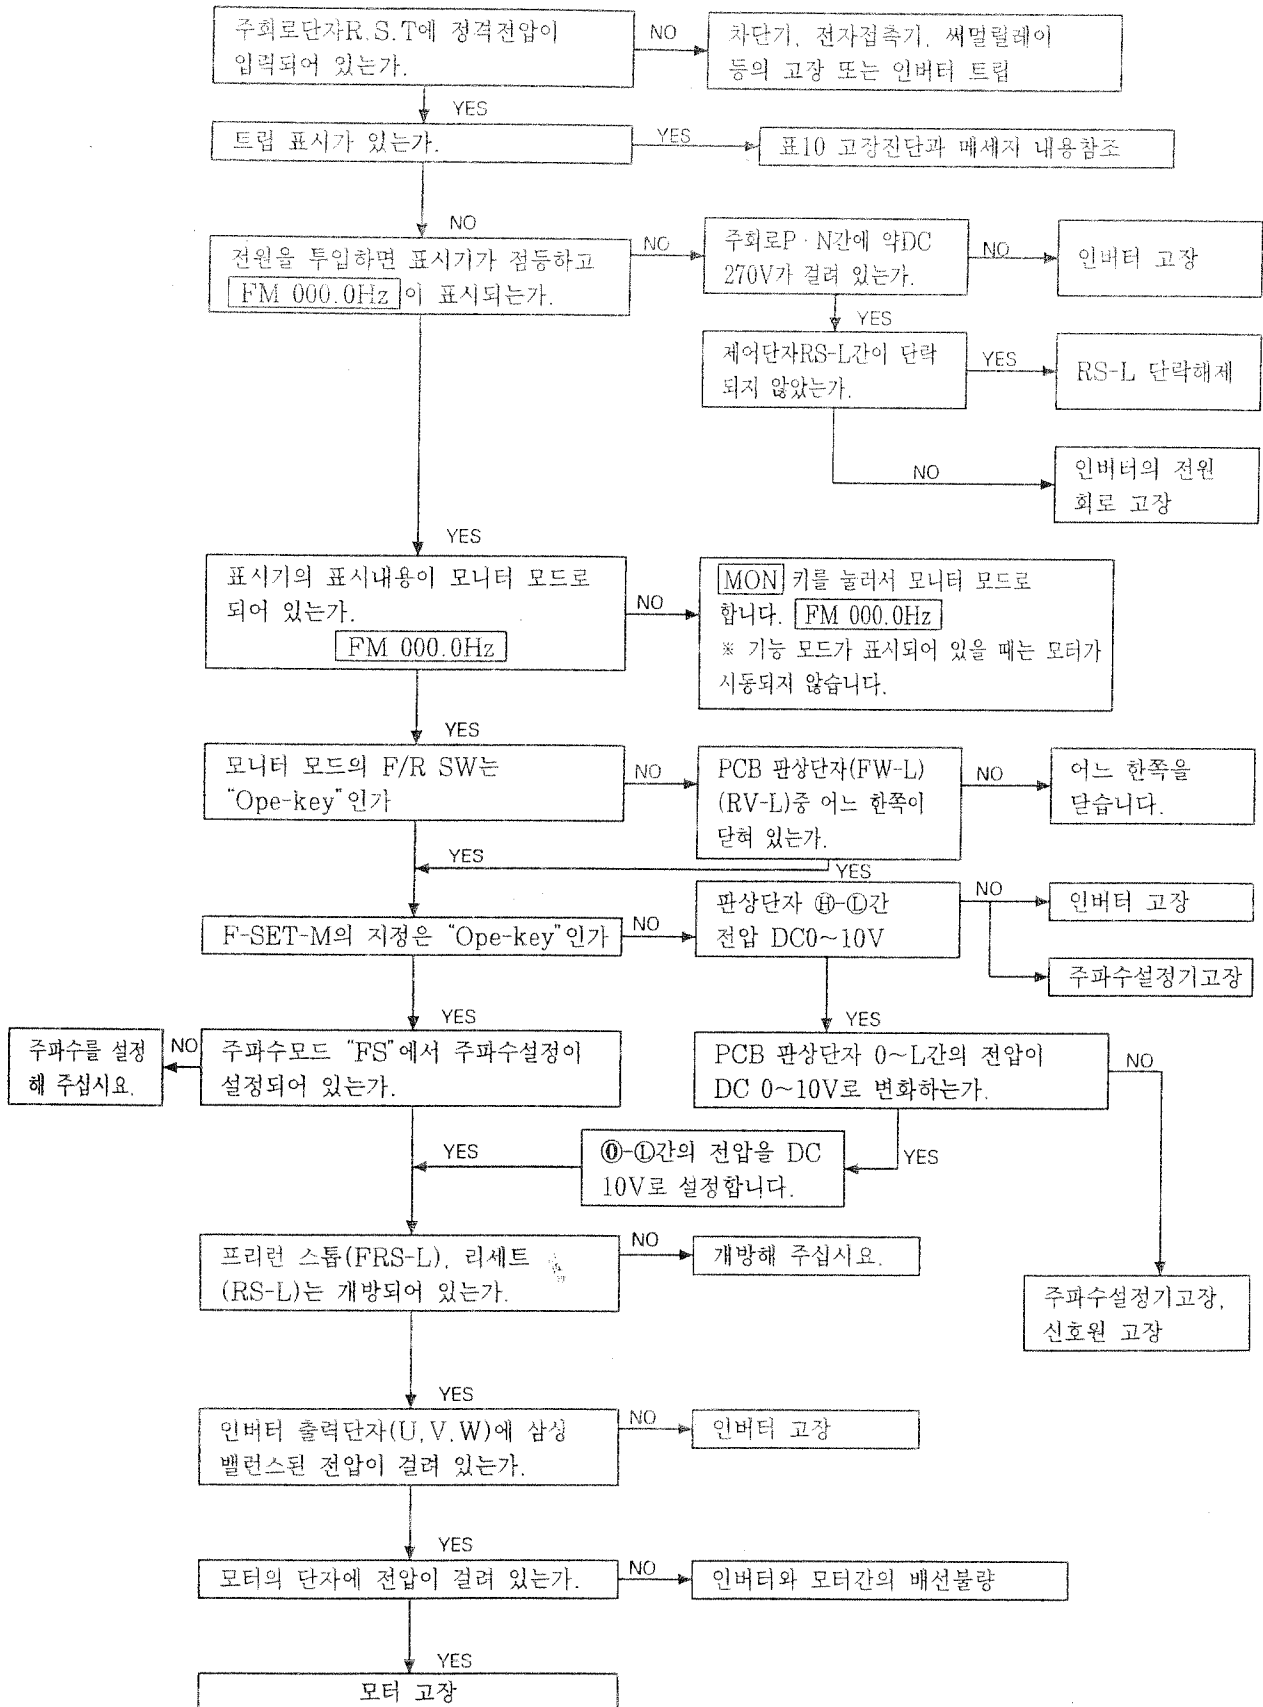 주회로단자R.S.T에 정격전압이
입력되어 있는가.
NO
차단기, 전자접촉기, 써멀릴레이
등의 고장 또는 인버터 트립
YES
트립 표시가 있는가.
YES
표10 고장진단과 메세지 내용참조
NO
전원을 투입하면 표시기가 점등하고
FM 000.0Hz 이 표시되는가.
NO
주회로P·N간에 약DC
270V가 걸려 있는가.
NO
인버터 고장
YES
제어단자RS-L간이 단락
되지 않았는가.
YES
RS-L 단락해제
NO
인버터의 전원
회로 고장
YES
표시기의 표시내용이 모니터 모드로
되어 있는가.
FM 000.0Hz
NO
MON 키를 눌러서 모니터 모드로
합니다. FM 000.0Hz
※ 기능 모드가 표시되어 있을 때는 모터가
시동되지 않습니다.
YES
모니터 모드의 F/R SW는
"Ope-key"인가
NO
PCB 판상단자(FW-L)
(RV-L)중 어느 한쪽이
닫혀 있는가.
NO
어느 한쪽을
닫습니다.
YES
YES
F-SET-M의 지정은 "Ope-key"인가
NO
판상단자 Ⓗ-Ⓛ간
전압 DC0~10V
NO
인버터 고장
주파수설정기고장
YES
YES
주파수모드 "FS"에서 주파수설정이
설정되어 있는가.
NO
주파수를 설정
해 주십시요.
PCB 판상단자 0~L간의 전압이
DC 0~10V로 변화하는가.
NO
YES
YES
⓪-Ⓛ간의 전압을 DC
10V로 설정합니다.
프리런 스톱(FRS-L), 리세트
(RS-L)는 개방되어 있는가.
NO
개방해 주십시요.
주파수설정기고장,
신호원 고장
YES
인버터 출력단자(U,V,W)에 삼상
밸런스된 전압이 걸려 있는가.
NO
인버터 고장
YES
모터의 단자에 전압이 걸려 있는가.
NO
인버터와 모터간의 배선불량
YES
모터 고장